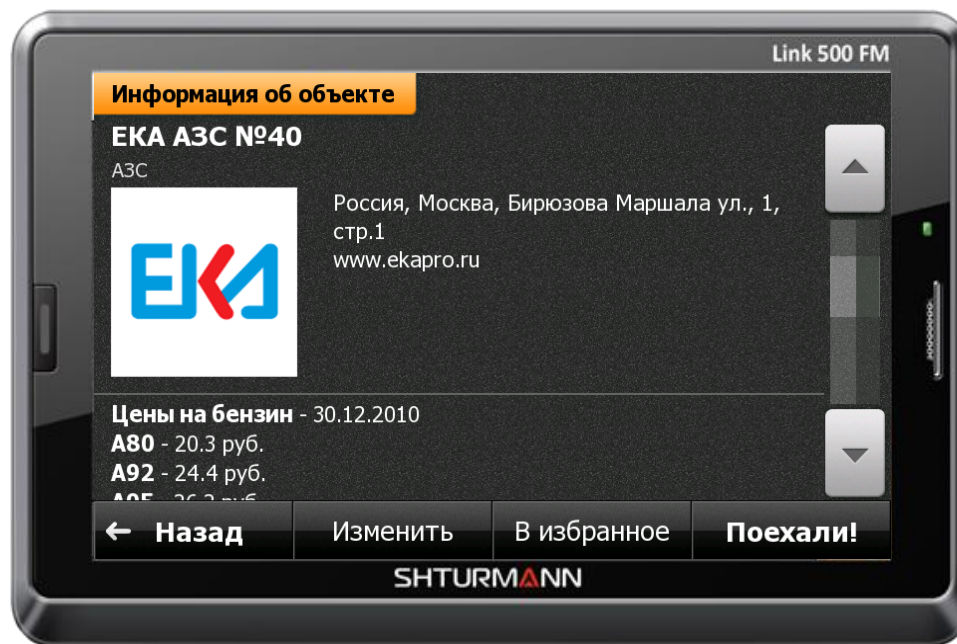 Link 500 FM
Информация об объекте
ЕКА АЗС №40
АЗС
ЕКА
Россия, Москва, Бирюзова Маршала ул., 1,
стр.1
www.ekapro.ru
Цены на бензин - 30.12.2010
А80 - 20.3 руб.
А92 - 24.4 руб.
← Назад
Изменить
В избранное
Поехали!
SHTURMANN